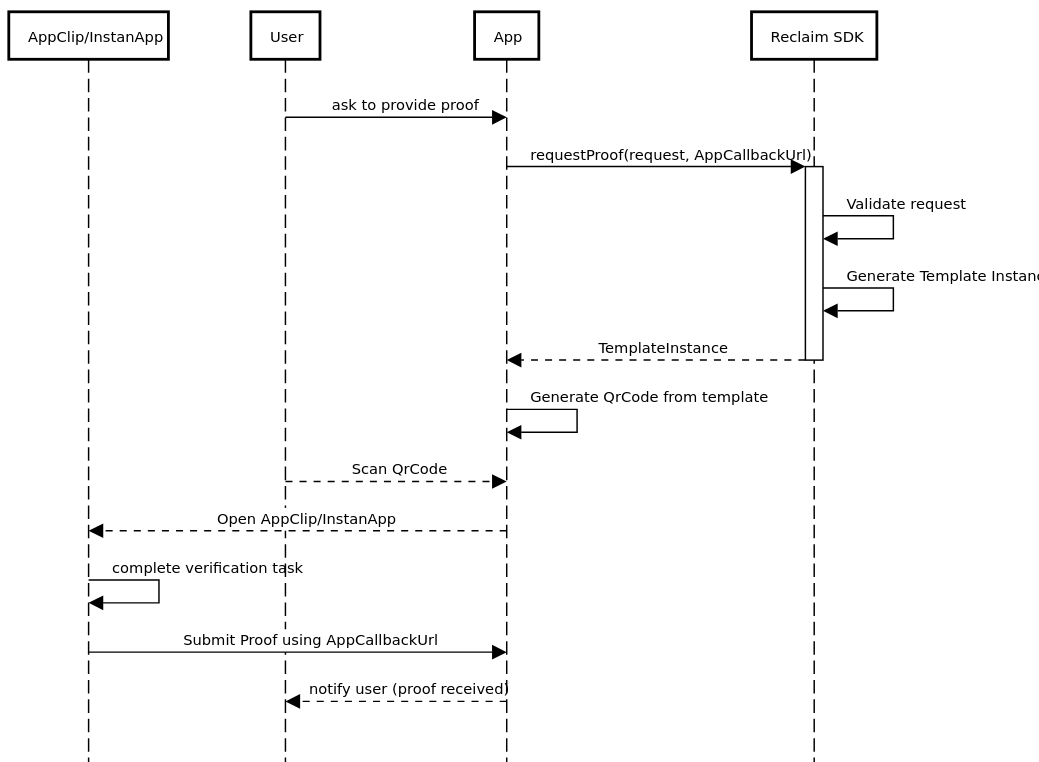 AppClip/InstanApp
User
App
Reclaim SDK
ask to provide proof
requestProof(request, AppCallbackUrl)
Validate request
Generate Template
TemplateInstance
Generate QrCode from template
Scan QrCode
Open AppClip/InstanApp
complete verification task
Submit Proof using AppCallbackUrl
notify user (proof received)